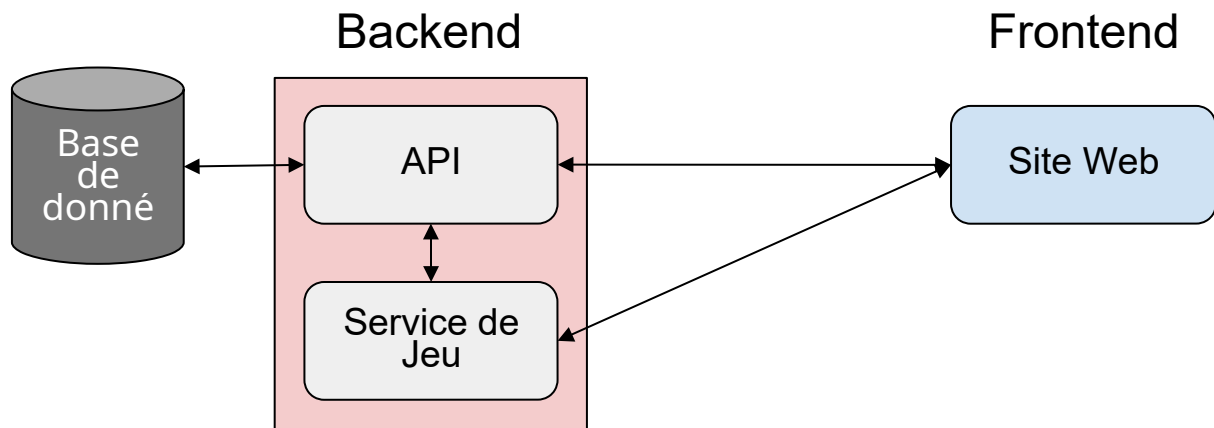 Backend
Frontend
Base
de
donné
API
Site Web
Service de
Jeu